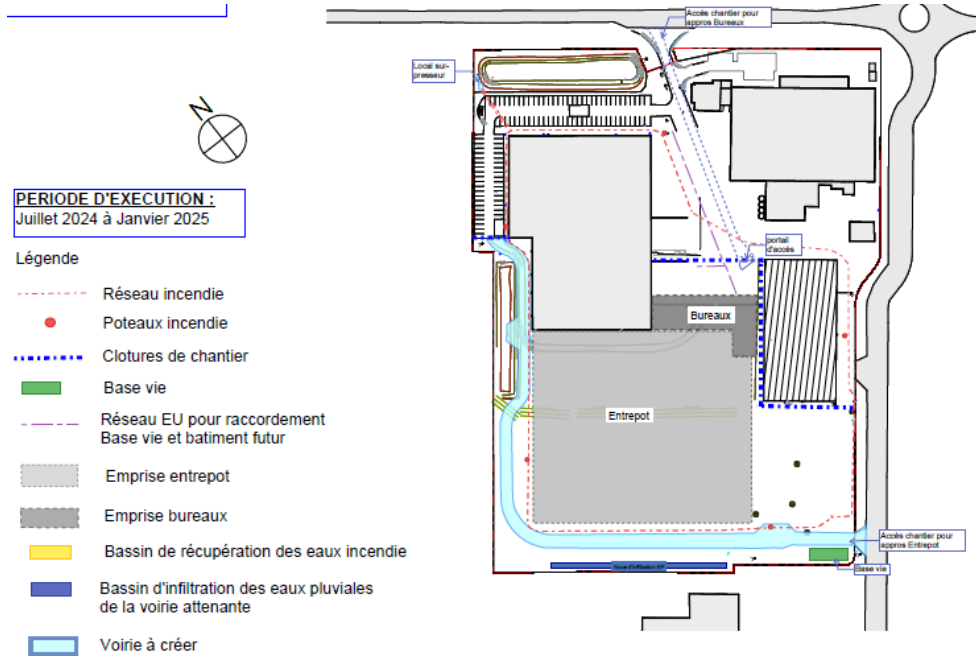 Accès chantier pour
appros Bureaux
Local sur-
presseur
N
PERIODE D'EXECUTION :
Juillet 2024 à Janvier 2025
portail
d'accès
Légende
Réseau incendie
Poteaux incendie
Bureaux
Clotures de chantier
Base vie
Réseau EU pour raccordement
Base vie et batiment futur
Entrepot
Emprise entrepot
Emprise bureaux
Accès chantier pour
appros Entrepot
Bassin de récupération des eaux incendie
Base vie
Bassin d'infiltration des eaux pluviales
de la voirie attenante
Voirie à créer